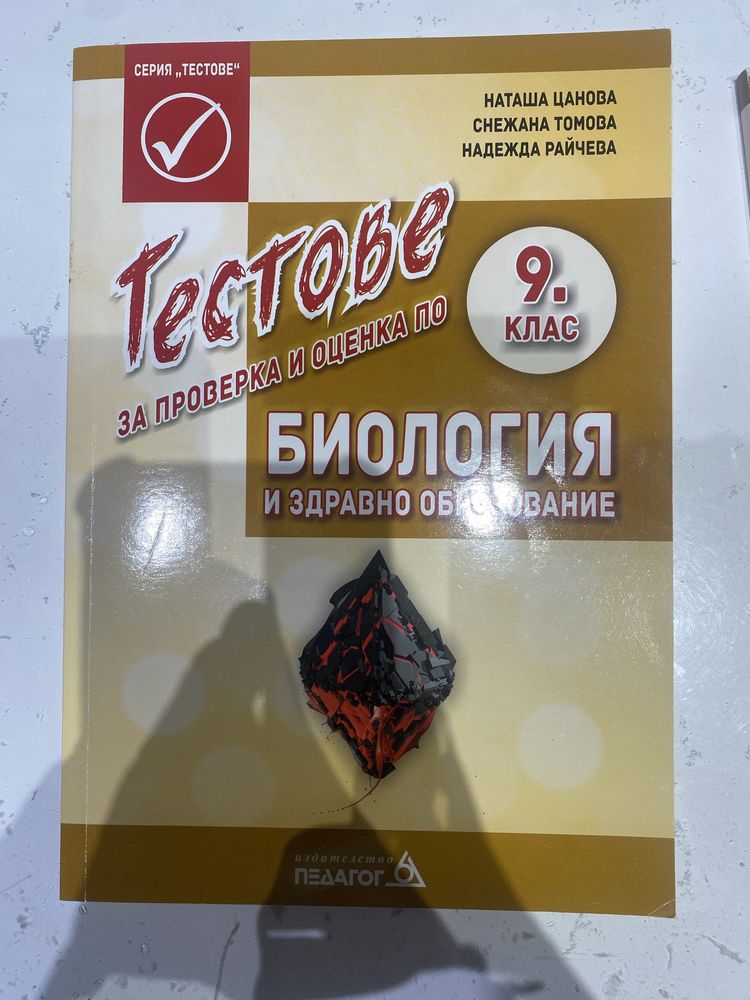 СЕРИЯ „ТЕСТОВЕ“
НАТАША ЦАНОВА
СНЕЖАНА ТОМОВА
НАДЕЖДА РАЙЧЕВА
Тестове
ЗА ПРОВЕРКА И ОЦЕНКА ПО
9.
КЛАС
БИОЛОГИЯ
И ЗДРАВНО ОБРАЗОВАНИЕ
издателство
ПЕДАГОГ 6